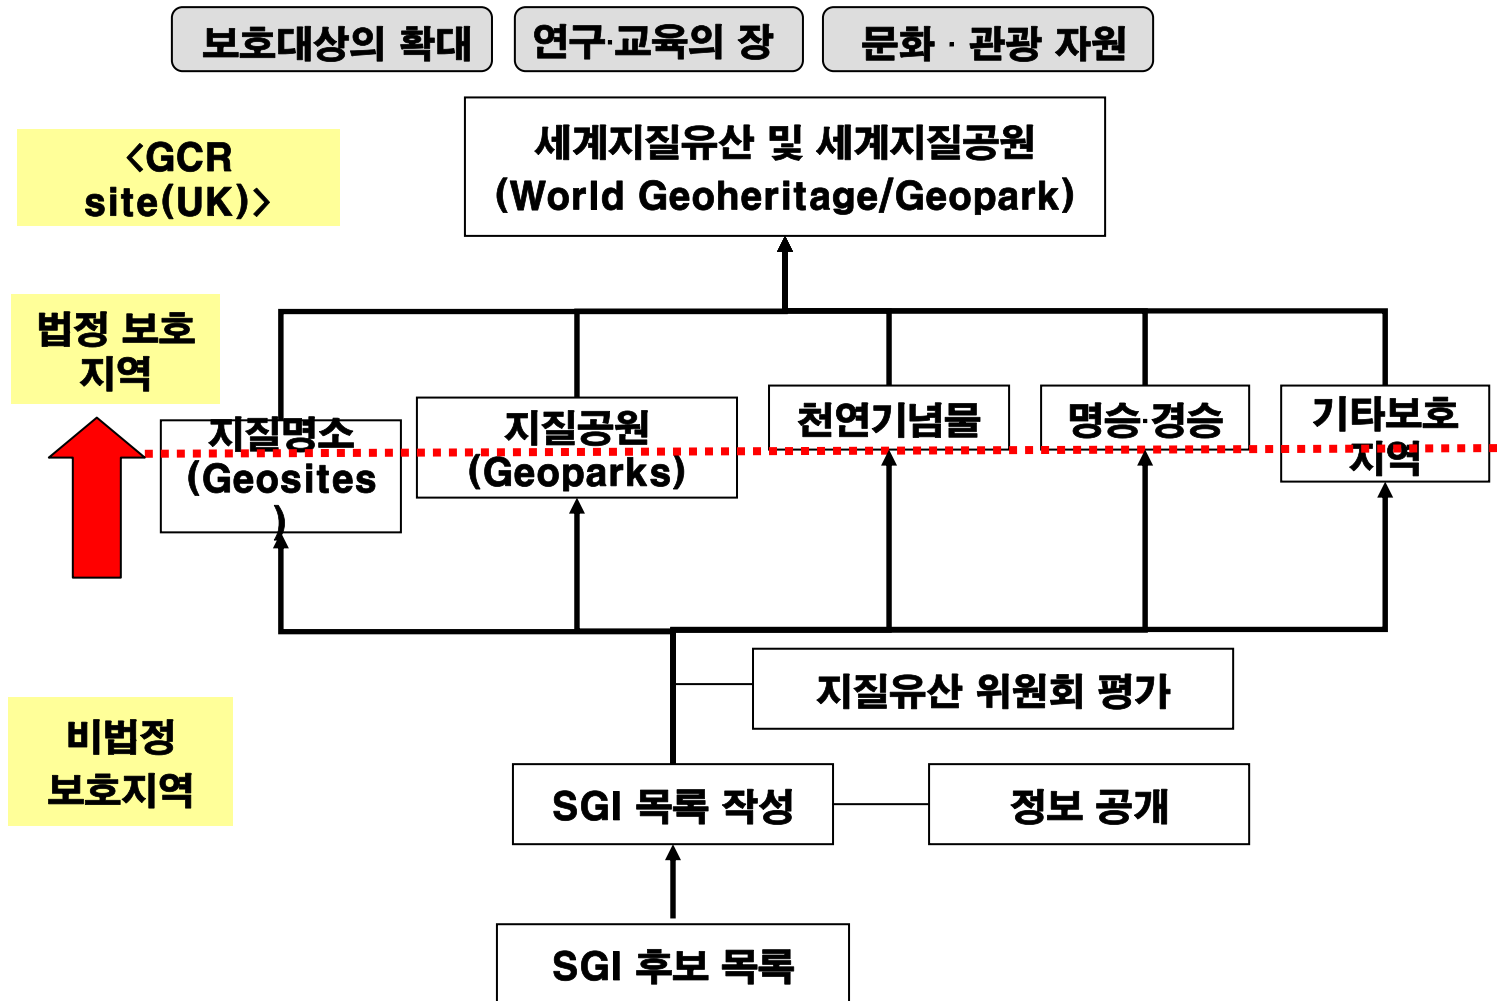 보호대상의 확대
연구·교육의 장
문화 · 관광 자원
세계지질유산 및 세계지질공원
(World Geoheritage/Geopark)
<GCR
site(UK)>
법정 보호
지역
지질명소
(Geosites
)
지질공원
(Geoparks)
천연기념물
명승·경승
기타보호
지역
지질유산 위원회 평가
비법정
보호지역
SGI 목록 작성
정보 공개
SGI 후보 목록